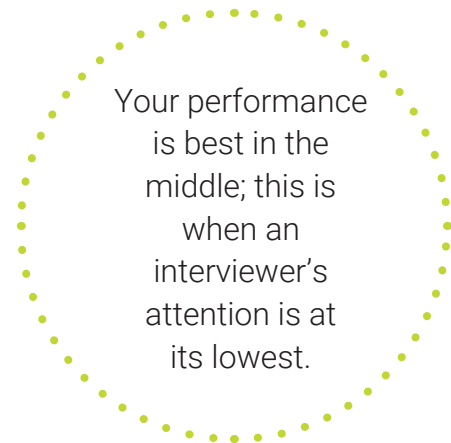 Your performance
is best in the
middle; this is
when an
interviewer’s
attention is at
its lowest.